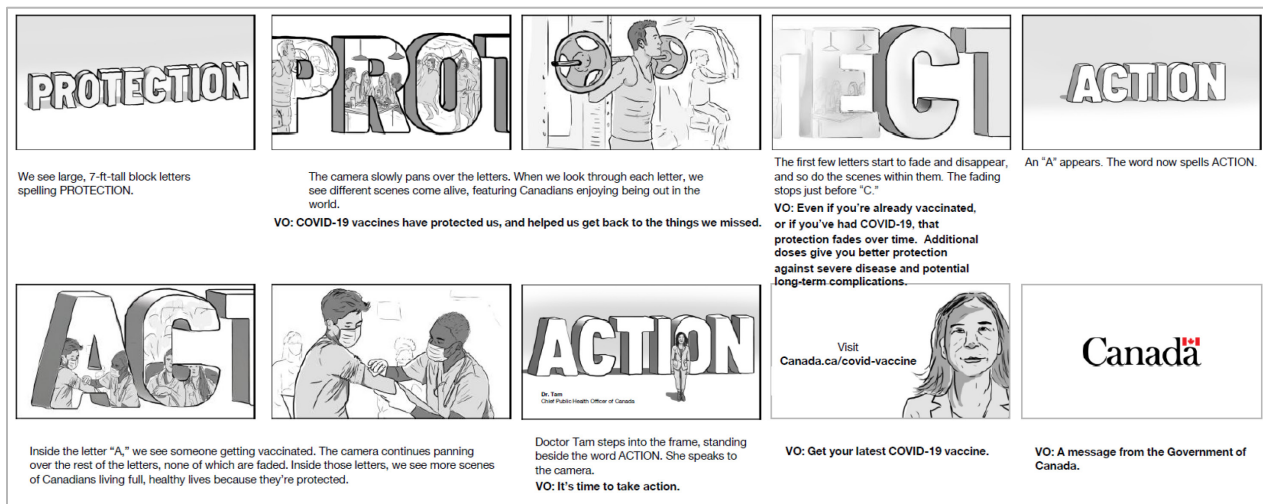 PROTECTION
PROT
TECT
ACTION
We see large, 7-ft-tall block letters
spelling PROTECTION.
The camera slowly pans over the letters. When we look through each letter, we
see different scenes come alive, featuring Canadians enjoying being out in the
world.
VO: COVID-19 vaccines have protected us, and helped us get back to the things we missed.
The first few letters start to fade and disappear,
and so do the scenes within them. The fading
stops just before “C.”
VO: Even if you’re already vaccinated,
or if you’ve had COVID-19, that
protection fades over time. Additional
doses give you better protection
against severe disease and potential
long-term complications.
An “A” appears. The word now spells ACTION.
ACT
ACTION
Dr. Tam
Chief Public Health Officer of Canada
Visit
Canada.ca/covid-vaccine
Canada
Inside the letter “A,” we see someone getting vaccinated. The camera continues panning
over the rest of the letters, none of which are faded. Inside those letters, we see more scenes
of Canadians living full, healthy lives because they’re protected.
Doctor Tam steps into the frame, standing
beside the word ACTION. She speaks to
the camera.
VO: It’s time to take action.
VO: Get your latest COVID-19 vaccine.
VO: A message from the Government of
Canada.